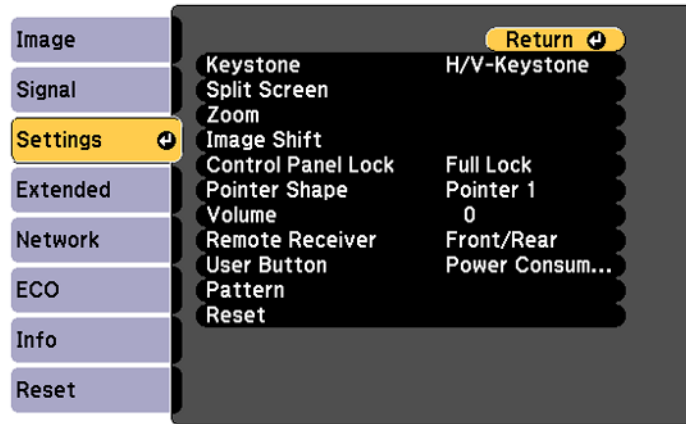 Image
Signal
Settings
Extended
Network
ECO
Info
Reset
Return
Keystone H/V-Keystone
Split Screen
Zoom
Image Shift
Control Panel Lock Full Lock
Pointer Shape Pointer 1
Volume 0
Remote Receiver Front/Rear
User Button Power Consum...
Pattern
Reset